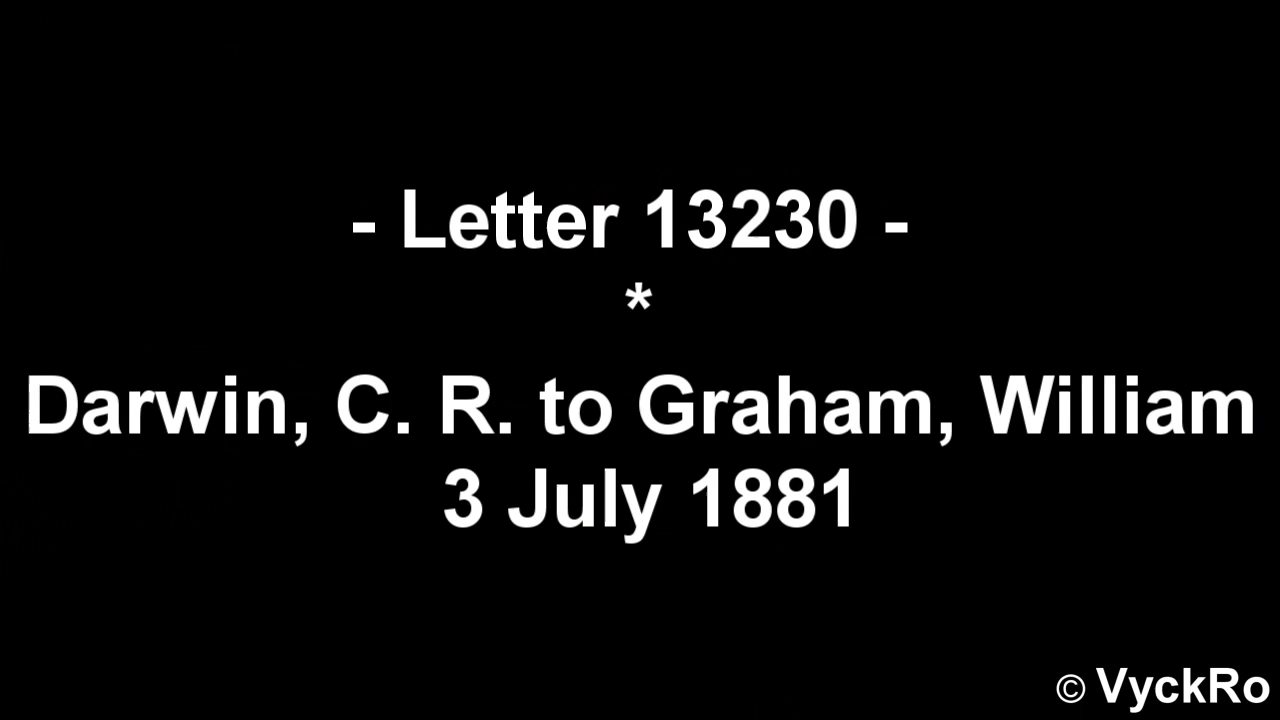 - Letter 13230 -
*
Darwin, C. R. to Graham, William
3 July 1881
© VyckRo